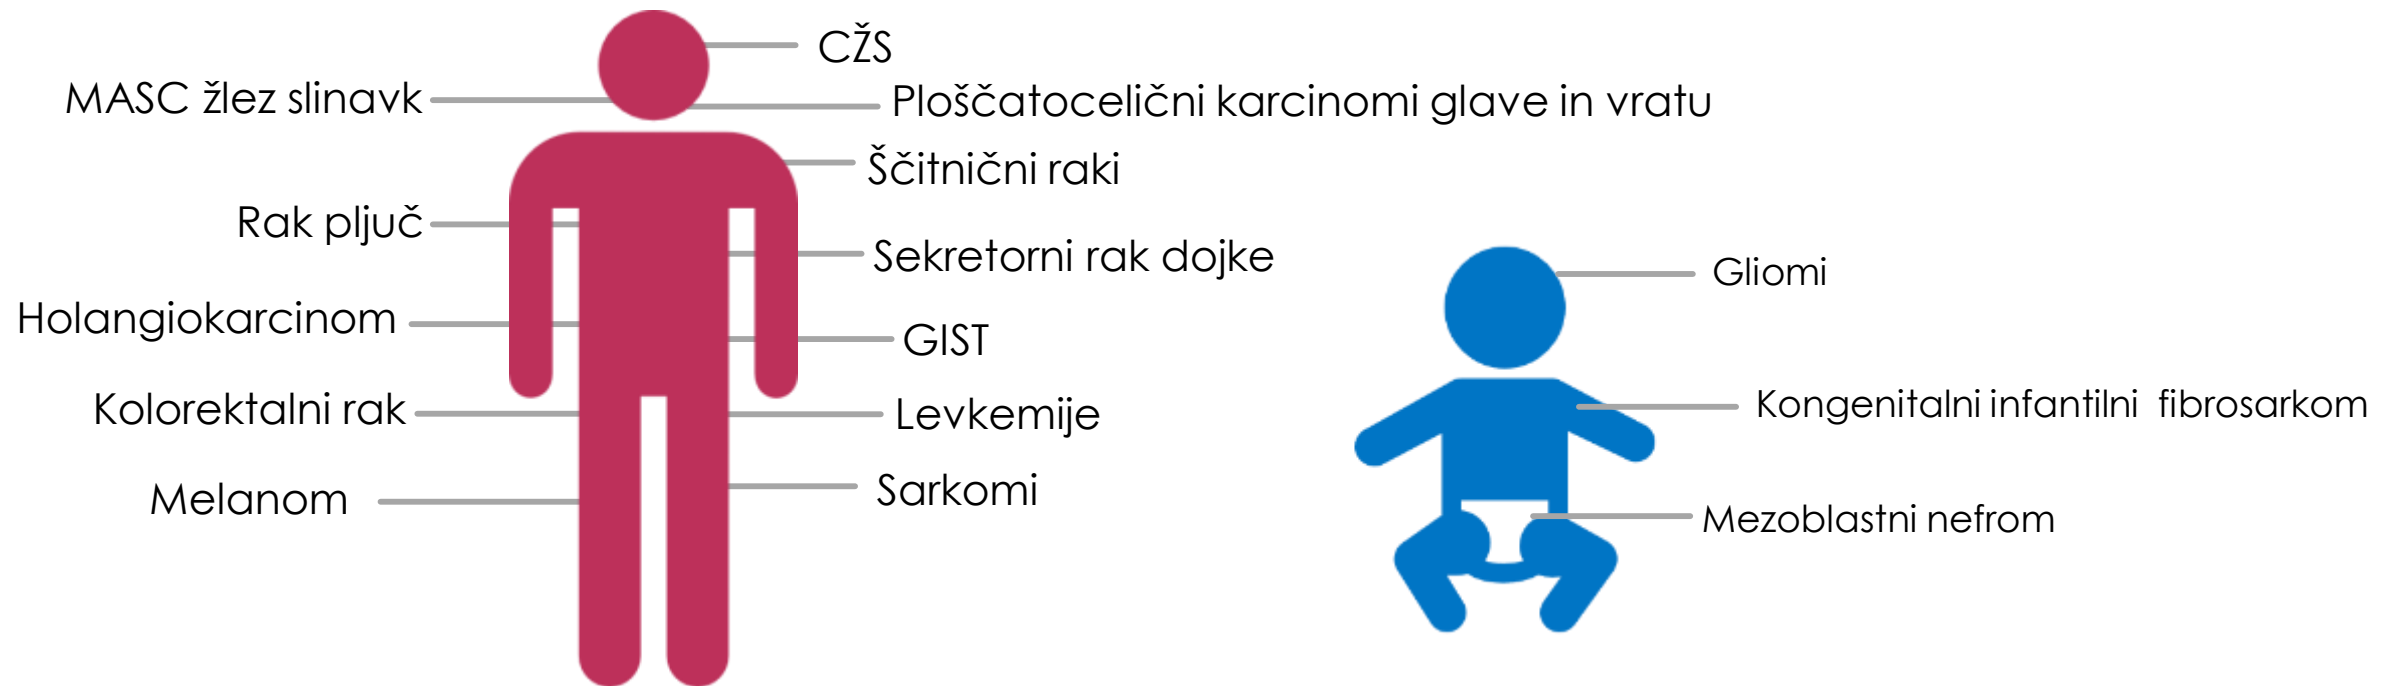 CŽS
MASC žlez slinavk
Ploščatocelični karcinomi glave in vratu
Ščitnični raki
Rak pljuč
Sekretorni rak dojke
Holangiokarcinom
GIST
Kolorektalni rak
Levkemije
Melanom
Sarkomi
Gliomi
Kongenitalni infantilni fibrosarkom
Mezoblastni nefrom